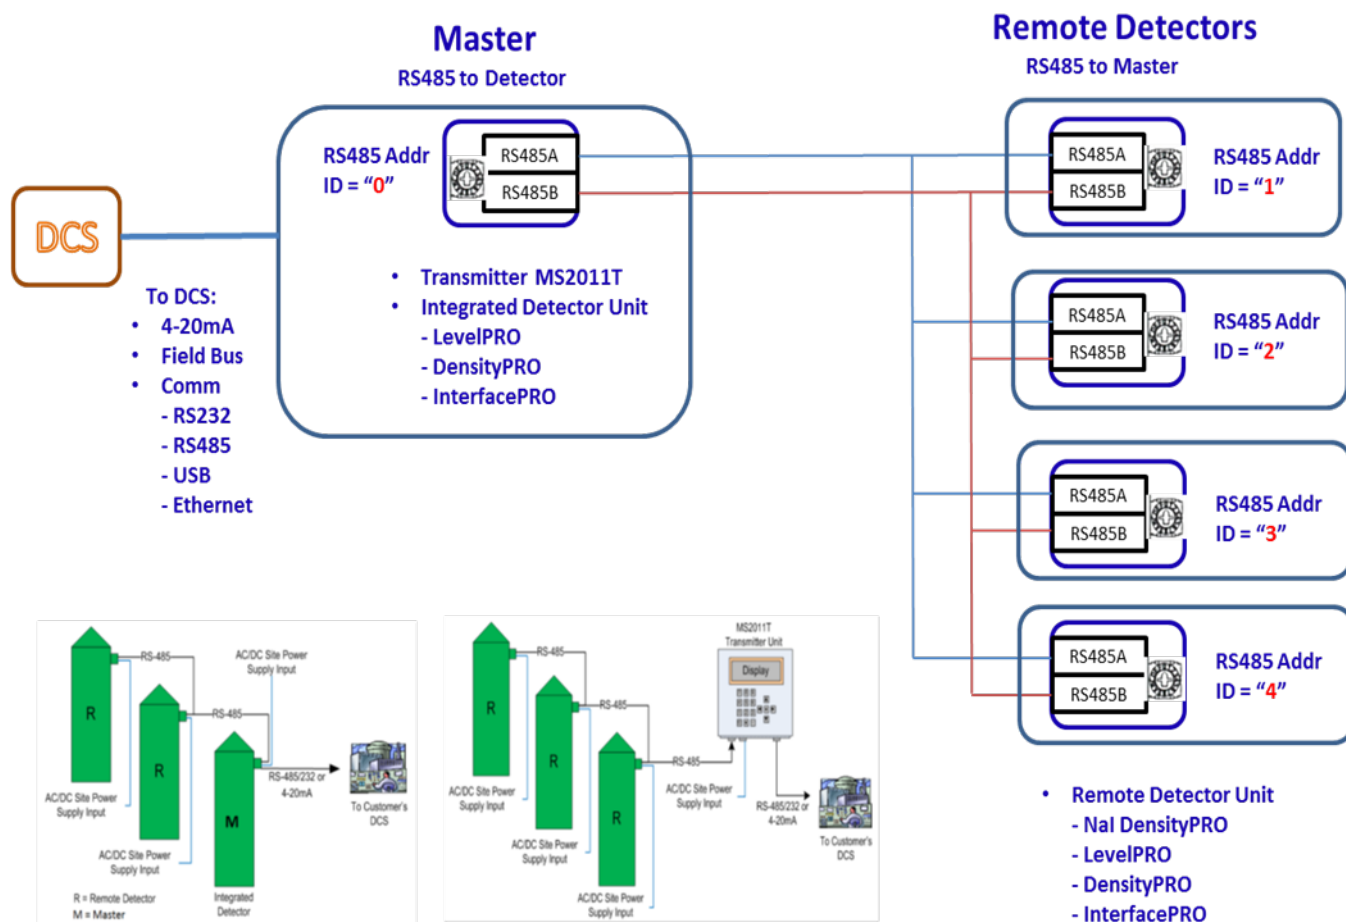 Master
RS485 to Detector
RS485 Addr
ID = “0”
RS485A
RS485B
• Transmitter MS2011T
• Integrated Detector Unit
- LevelPRO
- DensityPRO
- InterfacePRO
DCS
To DCS:
• 4-20mA
• Field Bus
• Comm
- RS232
- RS485
- USB
- Ethernet
Remote Detectors
RS485 to Master
RS485A
RS485B
RS485 Addr
ID = “1”
RS485A
RS485B
RS485 Addr
ID = “2”
RS485A
RS485B
RS485 Addr
ID = “3”
RS485A
RS485B
RS485 Addr
ID = “4”
• Remote Detector Unit
- NaI DensityPRO
- LevelPRO
- DensityPRO
- InterfacePRO
RS-485
AC/DC Site Power
Supply Input
R
RS-485
R
M
RS-485/232 or
4-20mA
To Customer's
DCS
AC/DC Site Power
Supply Input
AC/DC Site Power
Supply Input
R = Remote Detector
M = Master
Integrated
Detector
MS2011T
Transmitter Unit
Display
RS-485
R
RS-485
R
RS-485
R
AC/DC Site Power
Supply Input
RS-485/232 or
4-20mA
To Customer's
DCS
AC/DC Site Power
Supply Input
AC/DC Site Power
Supply Input
AC/DC Site Power
Supply Input